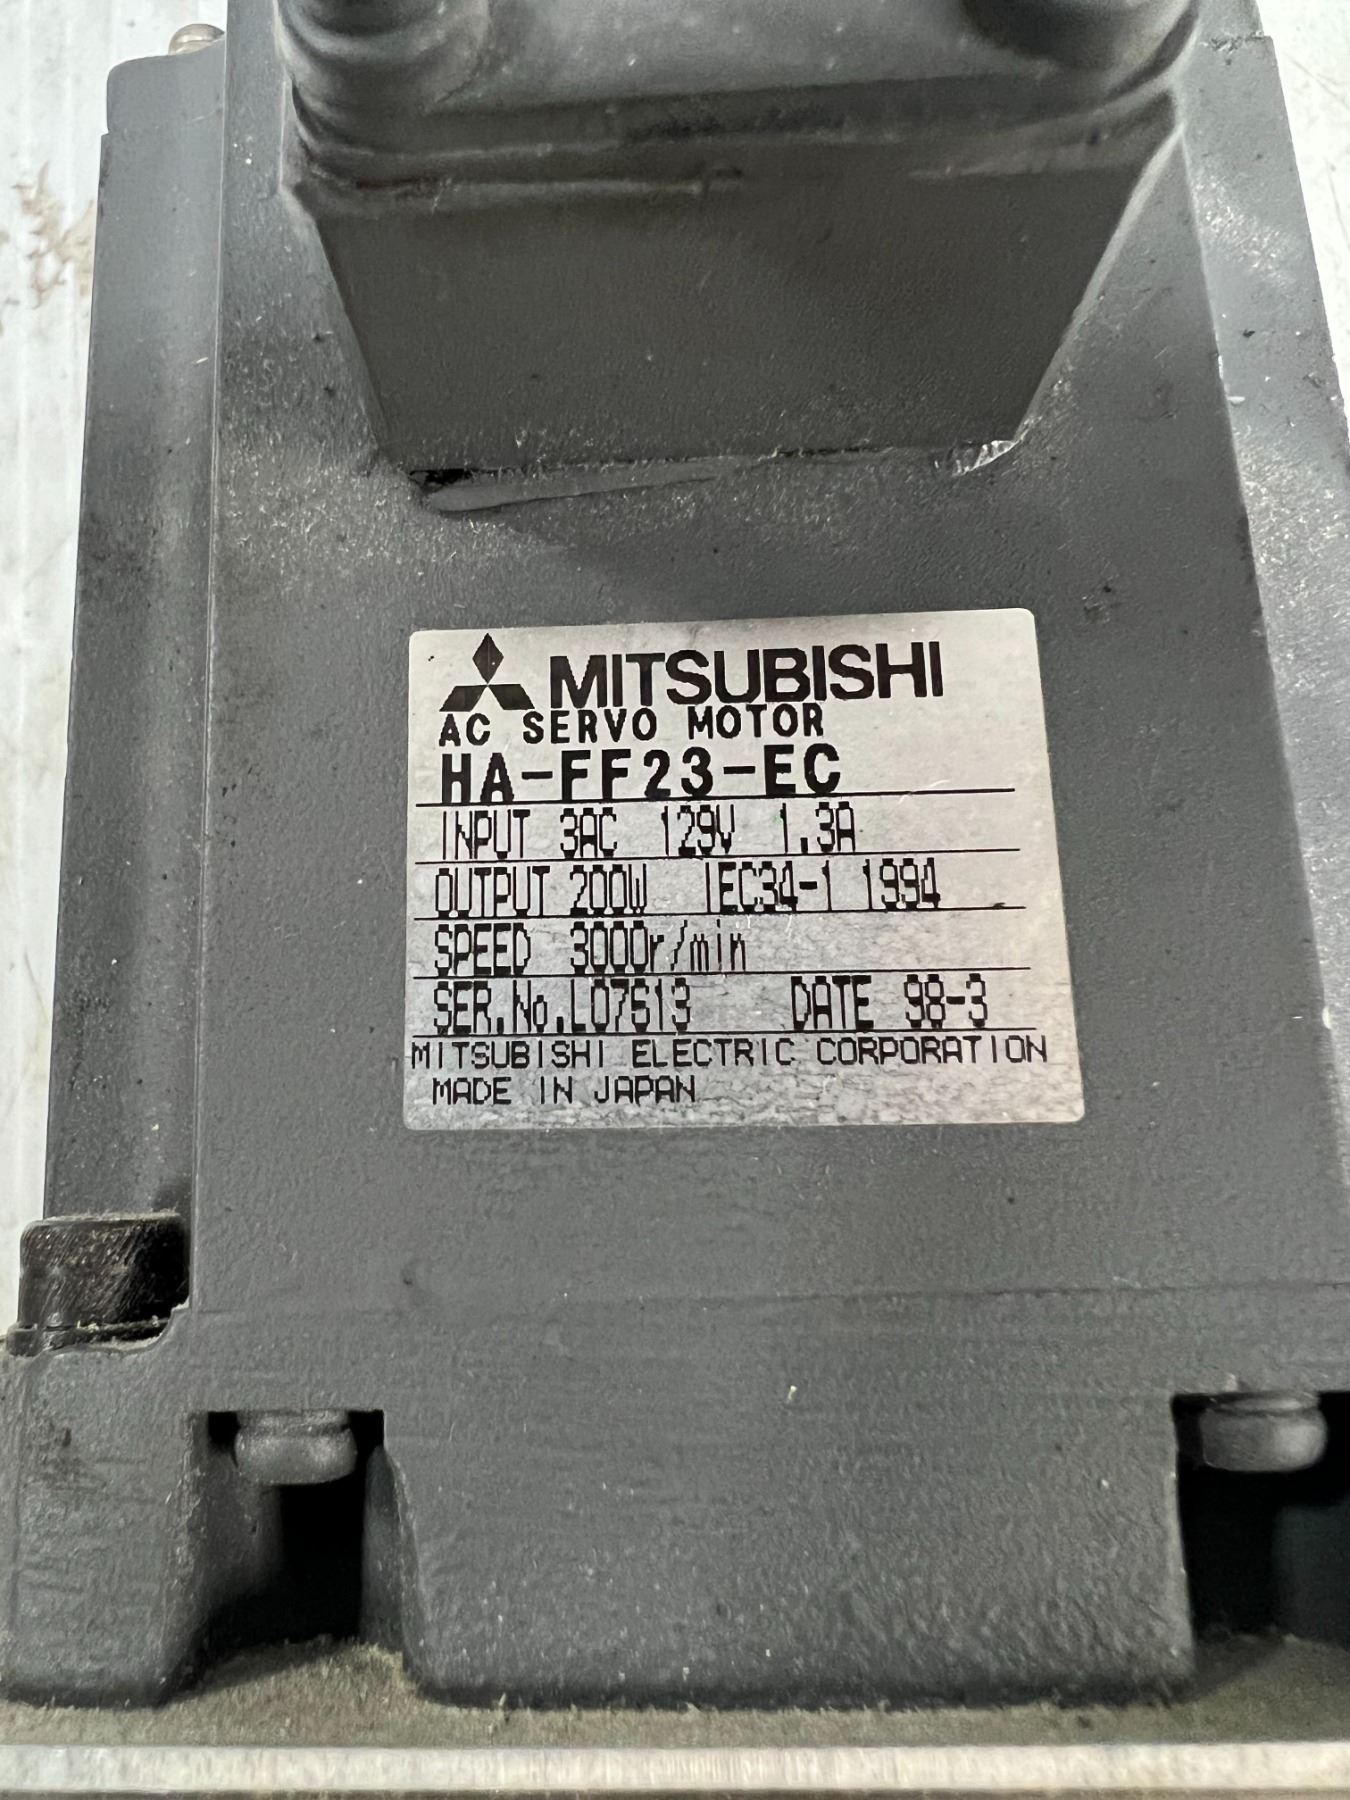 MITSUBISHI
AC SERVO MOTOR
HA-FF23-EC
INPUT 3AC 129V 1.3A
OUTPUT 200W IEC34-1 1994
SPEED 3000r/min
SER.No.L07613 DATE 98-3
MITSUBISHI ELECTRIC CORPORATION
MADE IN JAPAN